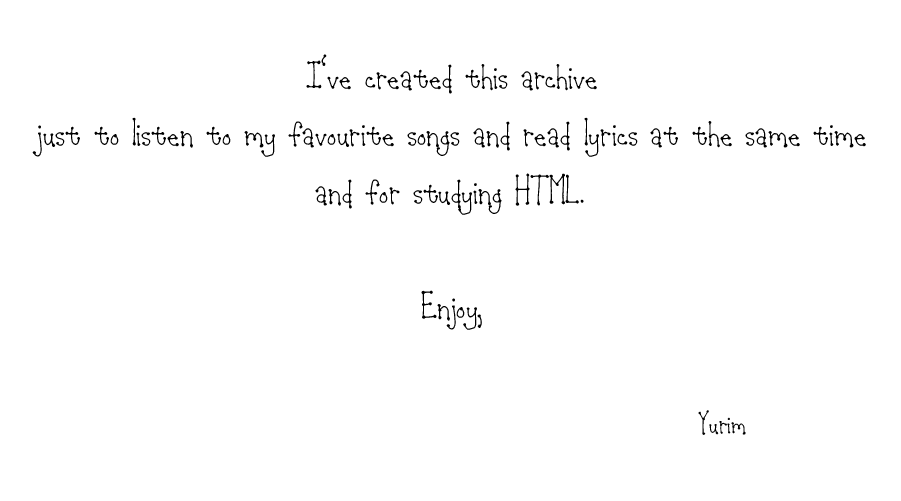 I've created this archive
just to listen to my favourite songs and read lyrics at the same time
and for studying HTML.
Enjoy,
Yurim